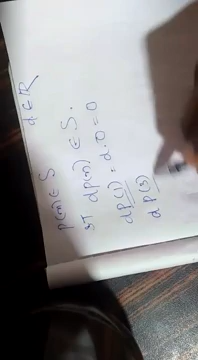 p(x) ∈ S   α ∈ R
ST αp(x) ∈ S.
αp(1) = α.0 = 0
αp(3)